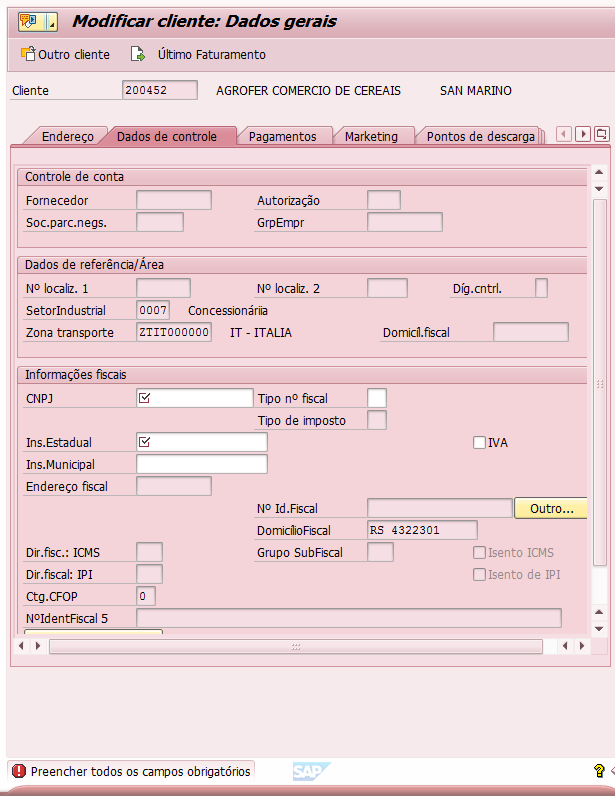 Modificar cliente: Dados gerais
Outro cliente Último Faturamento
Cliente 200452 AGROFER COMERCIO DE CEREAIS SAN MARINO
Endereço Dados de controle Pagamentos Marketing Pontos de descarga
Controle de conta
Fornecedor Autorização
Soc.parc.negs. GrpEmpr
Dados de referência/Área
Nº localiz. 1 Nº localiz. 2 Díg.cntrl.
SetorIndustrial 0007 Concessionáriia
Zona transporte ZTIT000000 IT - ITALIA Domicíl.fiscal
Informações fiscais
CNPJ Tipo nº fiscal
Tipo de imposto
Ins.Estadual IVA
Ins.Municipal
Endereço fiscal
Nº Id.Fiscal Outro...
DomicílioFiscal RS 4322301
Dir.fisc.: ICMS Grupo SubFiscal Isento ICMS
Dir.fiscal: IPI Isento de IPI
Ctg.CFOP 0
NºIdentFiscal 5
Preencher todos os campos obrigatórios SAP